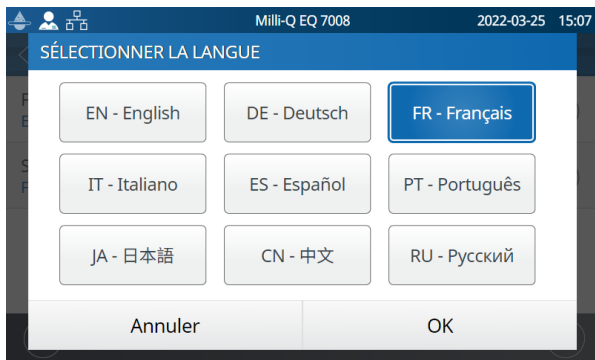 Milli-Q EQ 7008 2022-03-25 15:07
SÉLECTIONNER LA LANGUE
EN - English DE - Deutsch FR - Français
IT - Italiano ES - Español PT - Português
JA - 日本語 CN - 中文 RU - Русский
Annuler OK